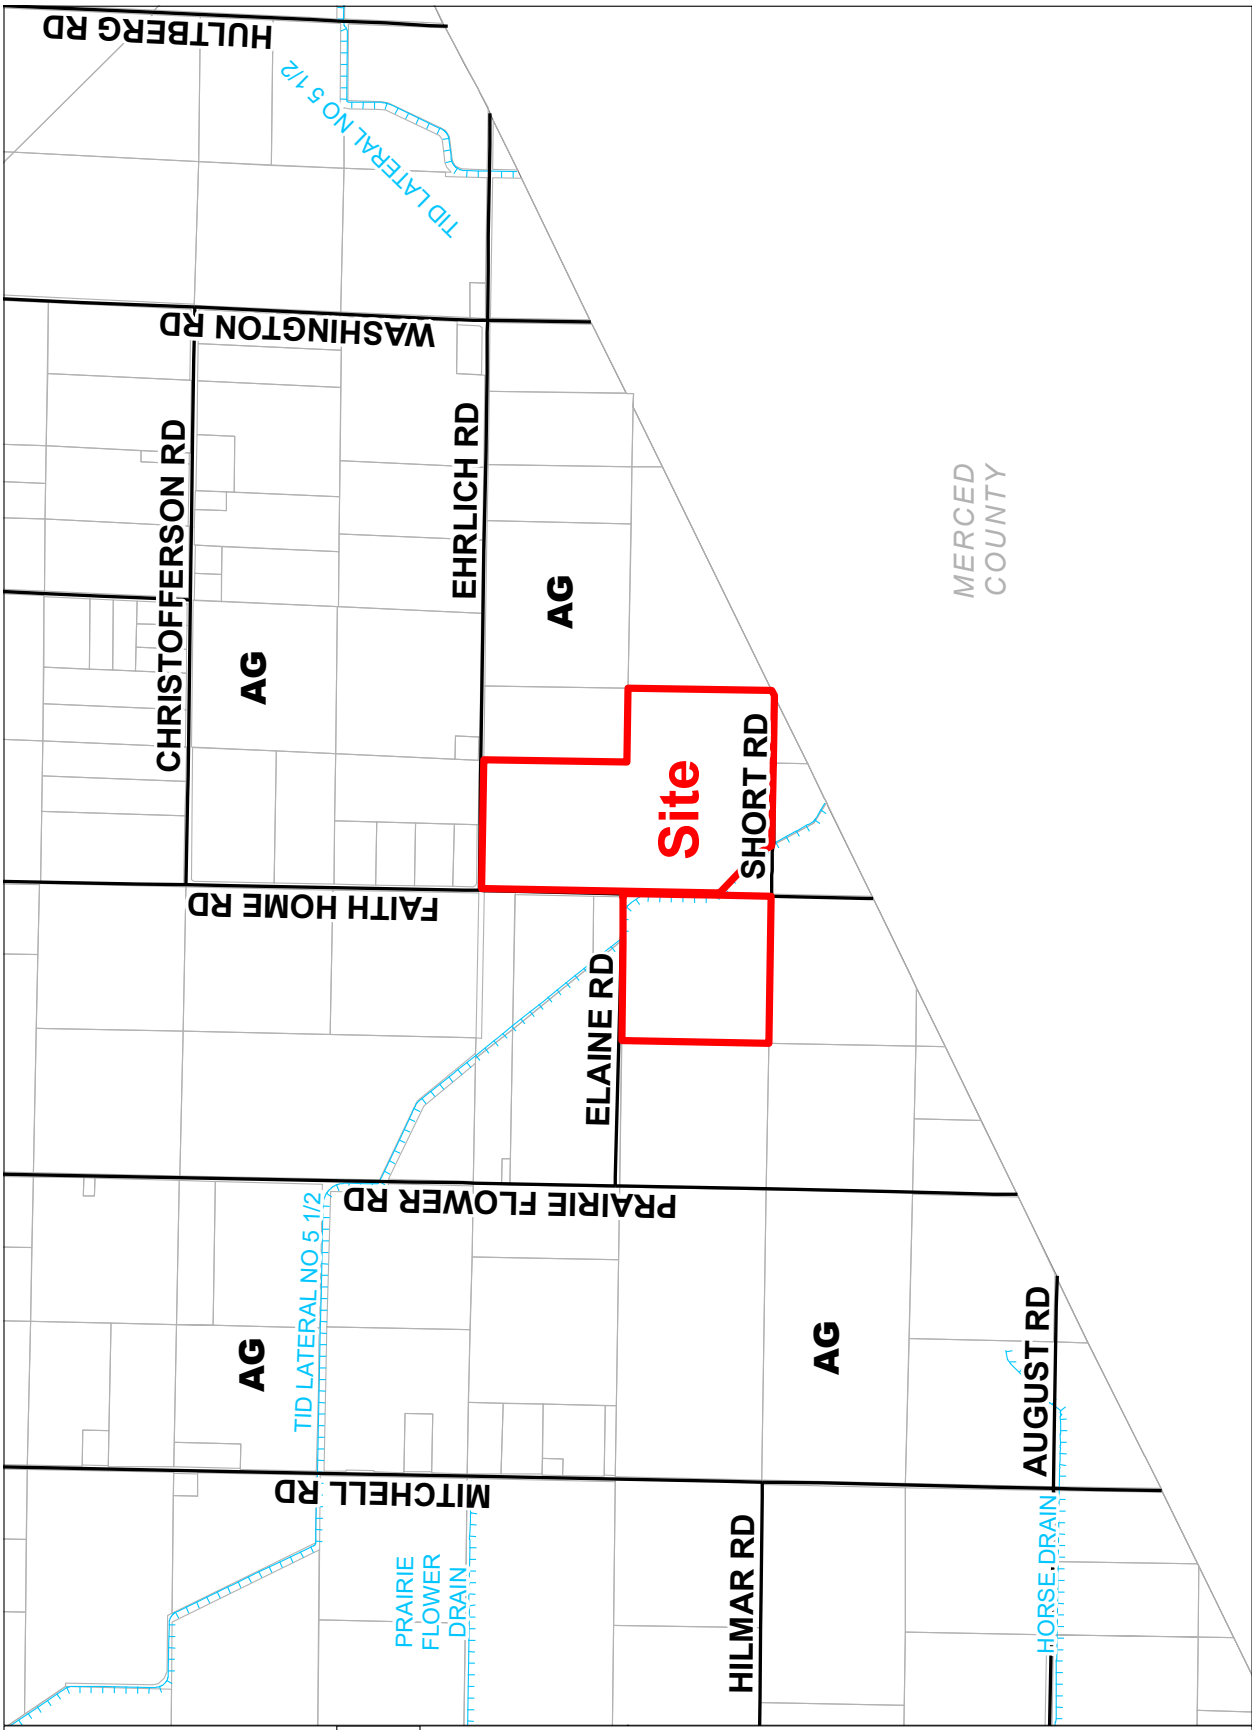 HULTBERG RD
TID LATERAL NO 5 1/2
WASHINGTON RD
CHRISTOFFERSON RD
EHRLICH RD
MERCED
COUNTY
AG
AG
Site
SHORT RD
FAITH HOME RD
ELAINE RD
PRAIRIE FLOWER RD
TID LATERAL NO 5 1/2
AG
AG
AUGUST RD
MITCHELL RD
HILMAR RD
PRAIRIE
FLOWER
DRAIN
HORSE DRAIN